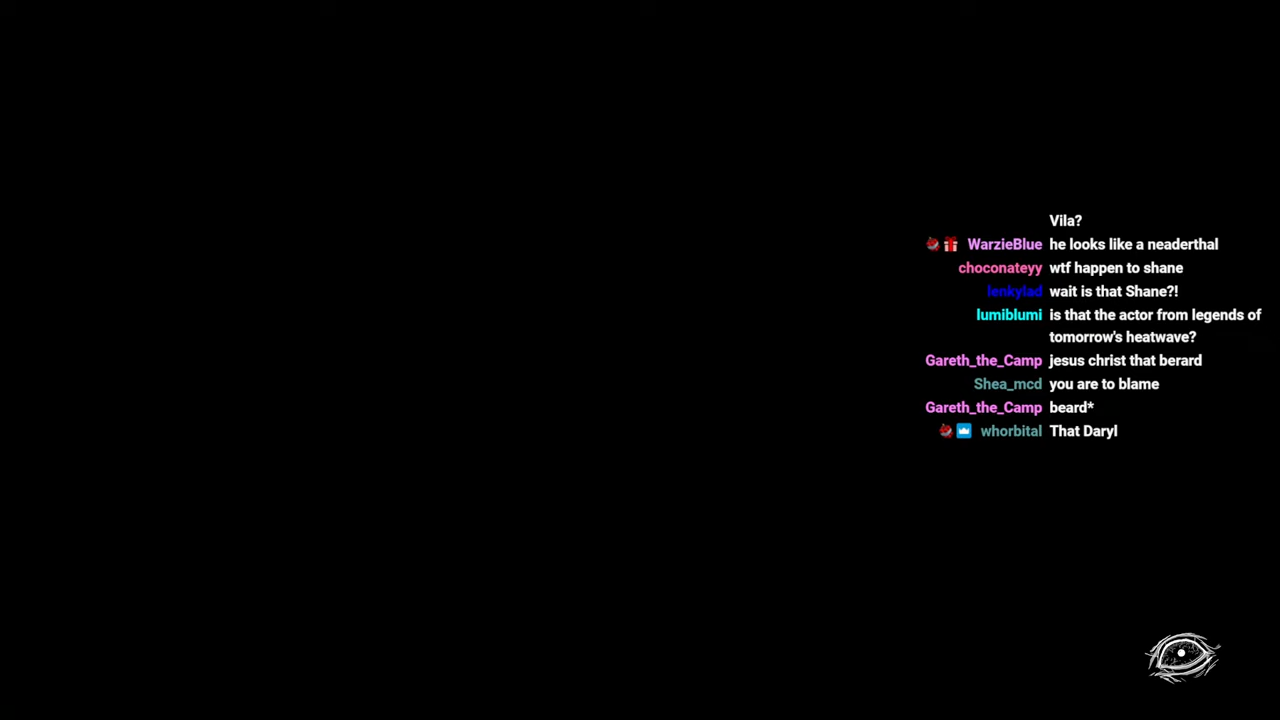 Vila?
WarzieBlue he looks like a neaderthal
choconateyy wtf happen to shane
lenkylad wait is that Shane?!
lumiblumi is that the actor from legends of
tomorrow's heatwave?
Gareth_the_Camp jesus christ that berard
Shea_mcd you are to blame
Gareth_the_Camp beard*
whorbital That Daryl